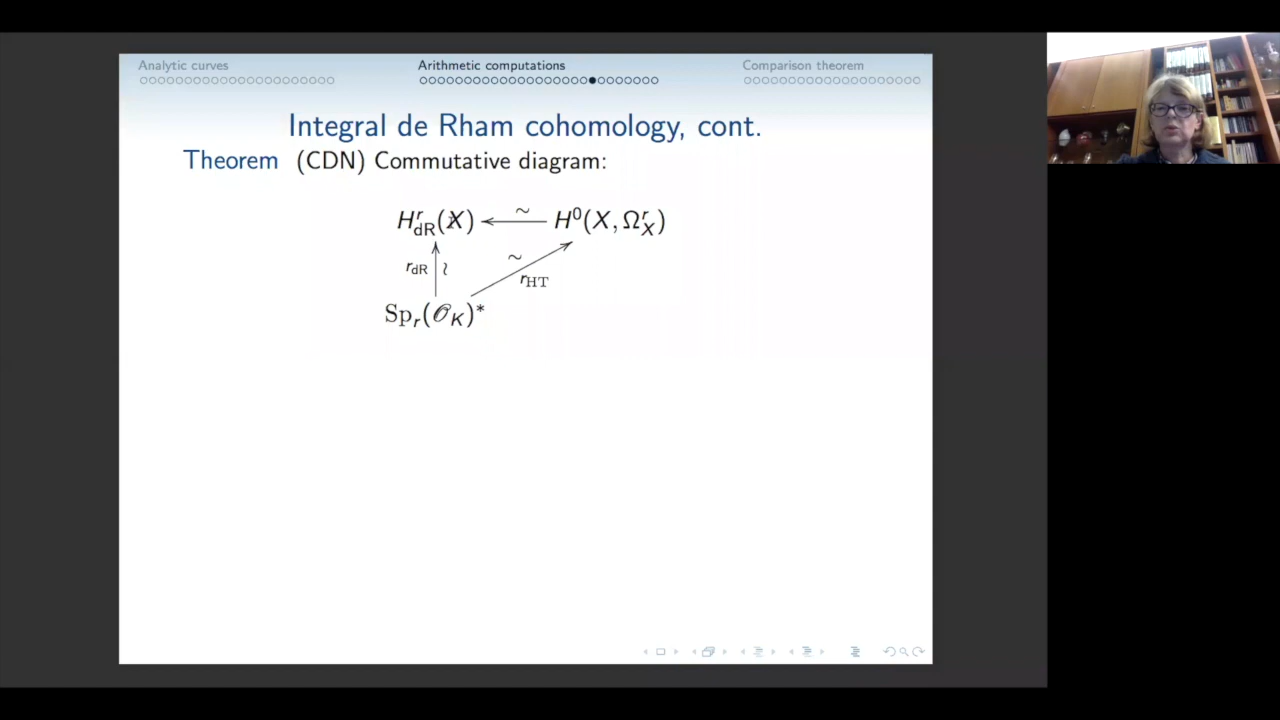 Analytic curves Arithmetic computations Comparison theorem
Integral de Rham cohomology, cont.
Theorem (CDN) Commutative diagram:
H^r_dR(X) ←∼ H^0(X, Ω^r_X)
r_dR ≀ ∼ r_HT
Sp_r(𝒪_K)*